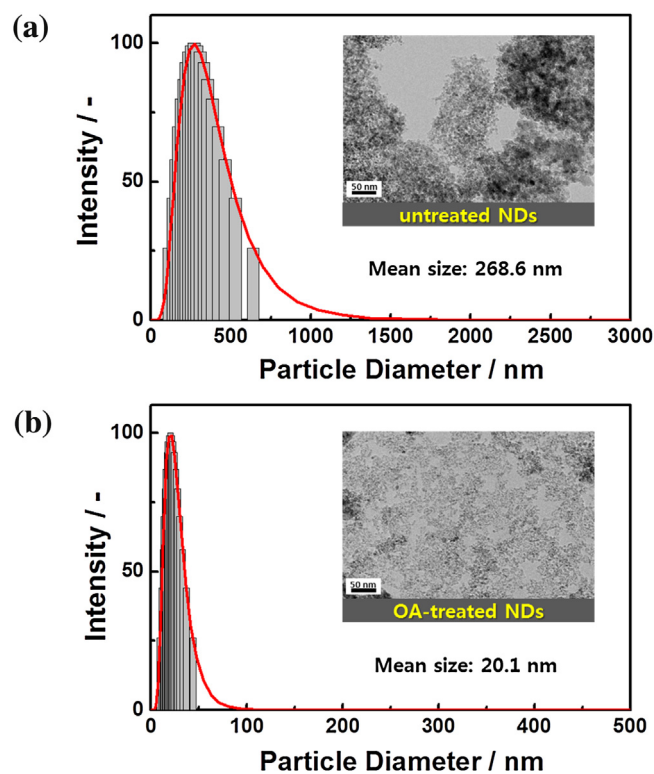 (a)
100
50
0
Intensity / -
50 nm
untreated NDs
Mean size: 268.6 nm
0 500 1000 1500 2000 2500 3000
Particle Diameter / nm
(b)
100
50
0
Intensity / -
50 nm
OA-treated NDs
Mean size: 20.1 nm
0 50 100 200 300 400 500
Particle Diameter / nm